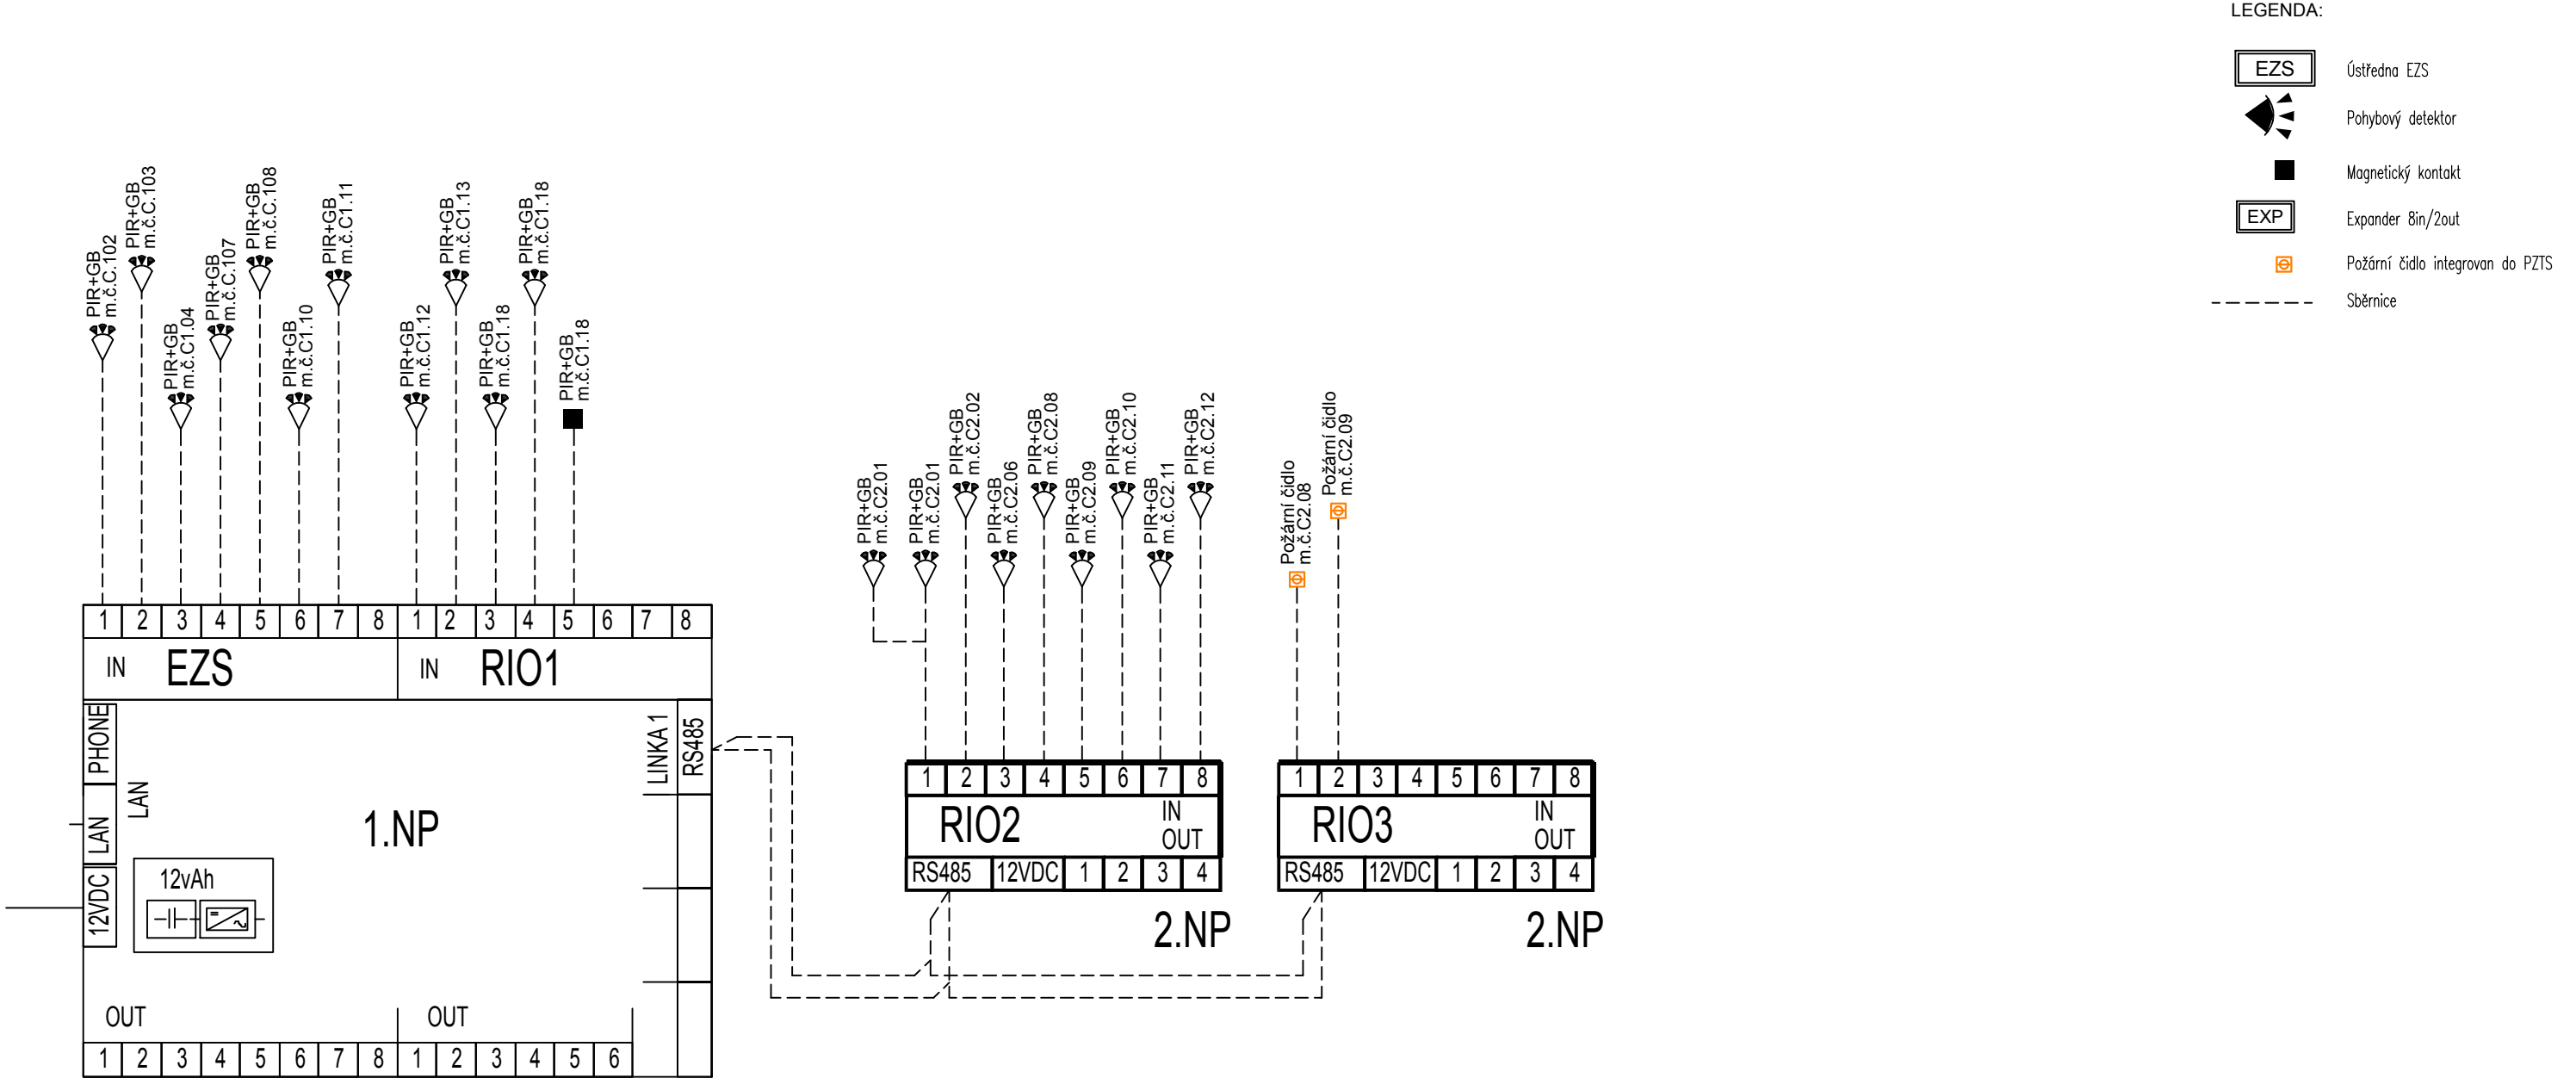 LEGENDA:
EZS
Ústředna EZS
Pohybový detektor
Magnetický kontakt
EXP
Expander 8in/2out
Požární čidlo integrovan do PZTS
Sběrnice
PIR+GB
m.č.C.102
PIR+GB
m.č.C.103
PIR+GB
m.č.C1.04
PIR+GB
m.č.C.107
PIR+GB
m.č.C.108
PIR+GB
m.č.C1.10
PIR+GB
m.č.C1.11
PIR+GB
m.č.C1.12
PIR+GB
m.č.C1.13
PIR+GB
m.č.C1.18
PIR+GB
m.č.C1.18
PIR+GB
m.č.C1.18
1 2 3 4 5 6 7 8 1 2 3 4 5 6 7 8
IN EZS IN RIO1
PHONE
LAN
LAN
12VDC
12vAh
1.NP
LINKA 1
RS485
OUT OUT
1 2 3 4 5 6 7 8 1 2 3 4 5 6
PIR+GB
m.č.C2.01
PIR+GB
m.č.C2.01
PIR+GB
m.č.C2.02
PIR+GB
m.č.C2.06
PIR+GB
m.č.C2.08
PIR+GB
m.č.C2.09
PIR+GB
m.č.C2.10
PIR+GB
m.č.C2.11
PIR+GB
m.č.C2.12
1 2 3 4 5 6 7 8
RIO2
IN
OUT
RS485 12VDC 1 2 3 4
2.NP
Požární čidlo
m.č.C2.08
Požární čidlo
m.č.C2.09
1 2 3 4 5 6 7 8
RIO3
IN
OUT
RS485 12VDC 1 2 3 4
2.NP